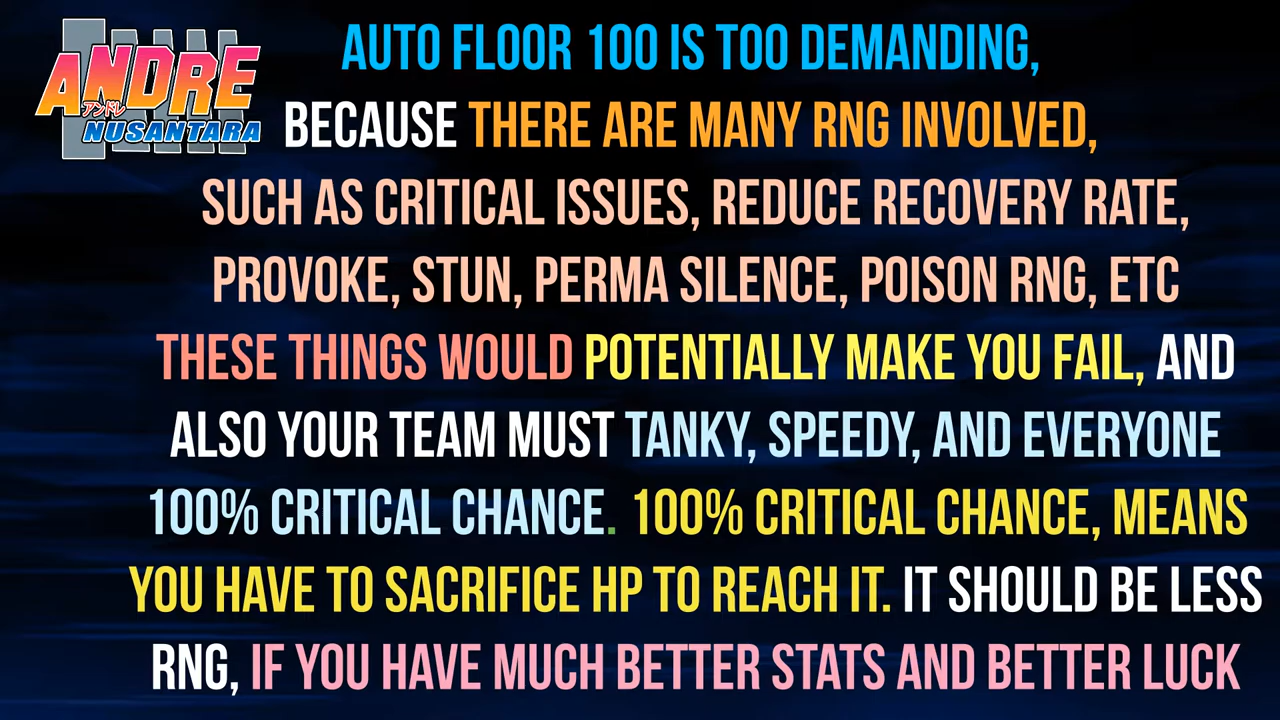 ANDRE
アンドレ
NUSANTARA
AUTO FLOOR 100 IS TOO DEMANDING,
BECAUSE THERE ARE MANY RNG INVOLVED,
SUCH AS CRITICAL ISSUES, REDUCE RECOVERY RATE,
PROVOKE, STUN, PERMA SILENCE, POISON RNG, ETC
THESE THINGS WOULD POTENTIALLY MAKE YOU FAIL, AND
ALSO YOUR TEAM MUST TANKY, SPEEDY, AND EVERYONE
100% CRITICAL CHANCE. 100% CRITICAL CHANCE, MEANS
YOU HAVE TO SACRIFICE HP TO REACH IT. IT SHOULD BE LESS
RNG, IF YOU HAVE MUCH BETTER STATS AND BETTER LUCK